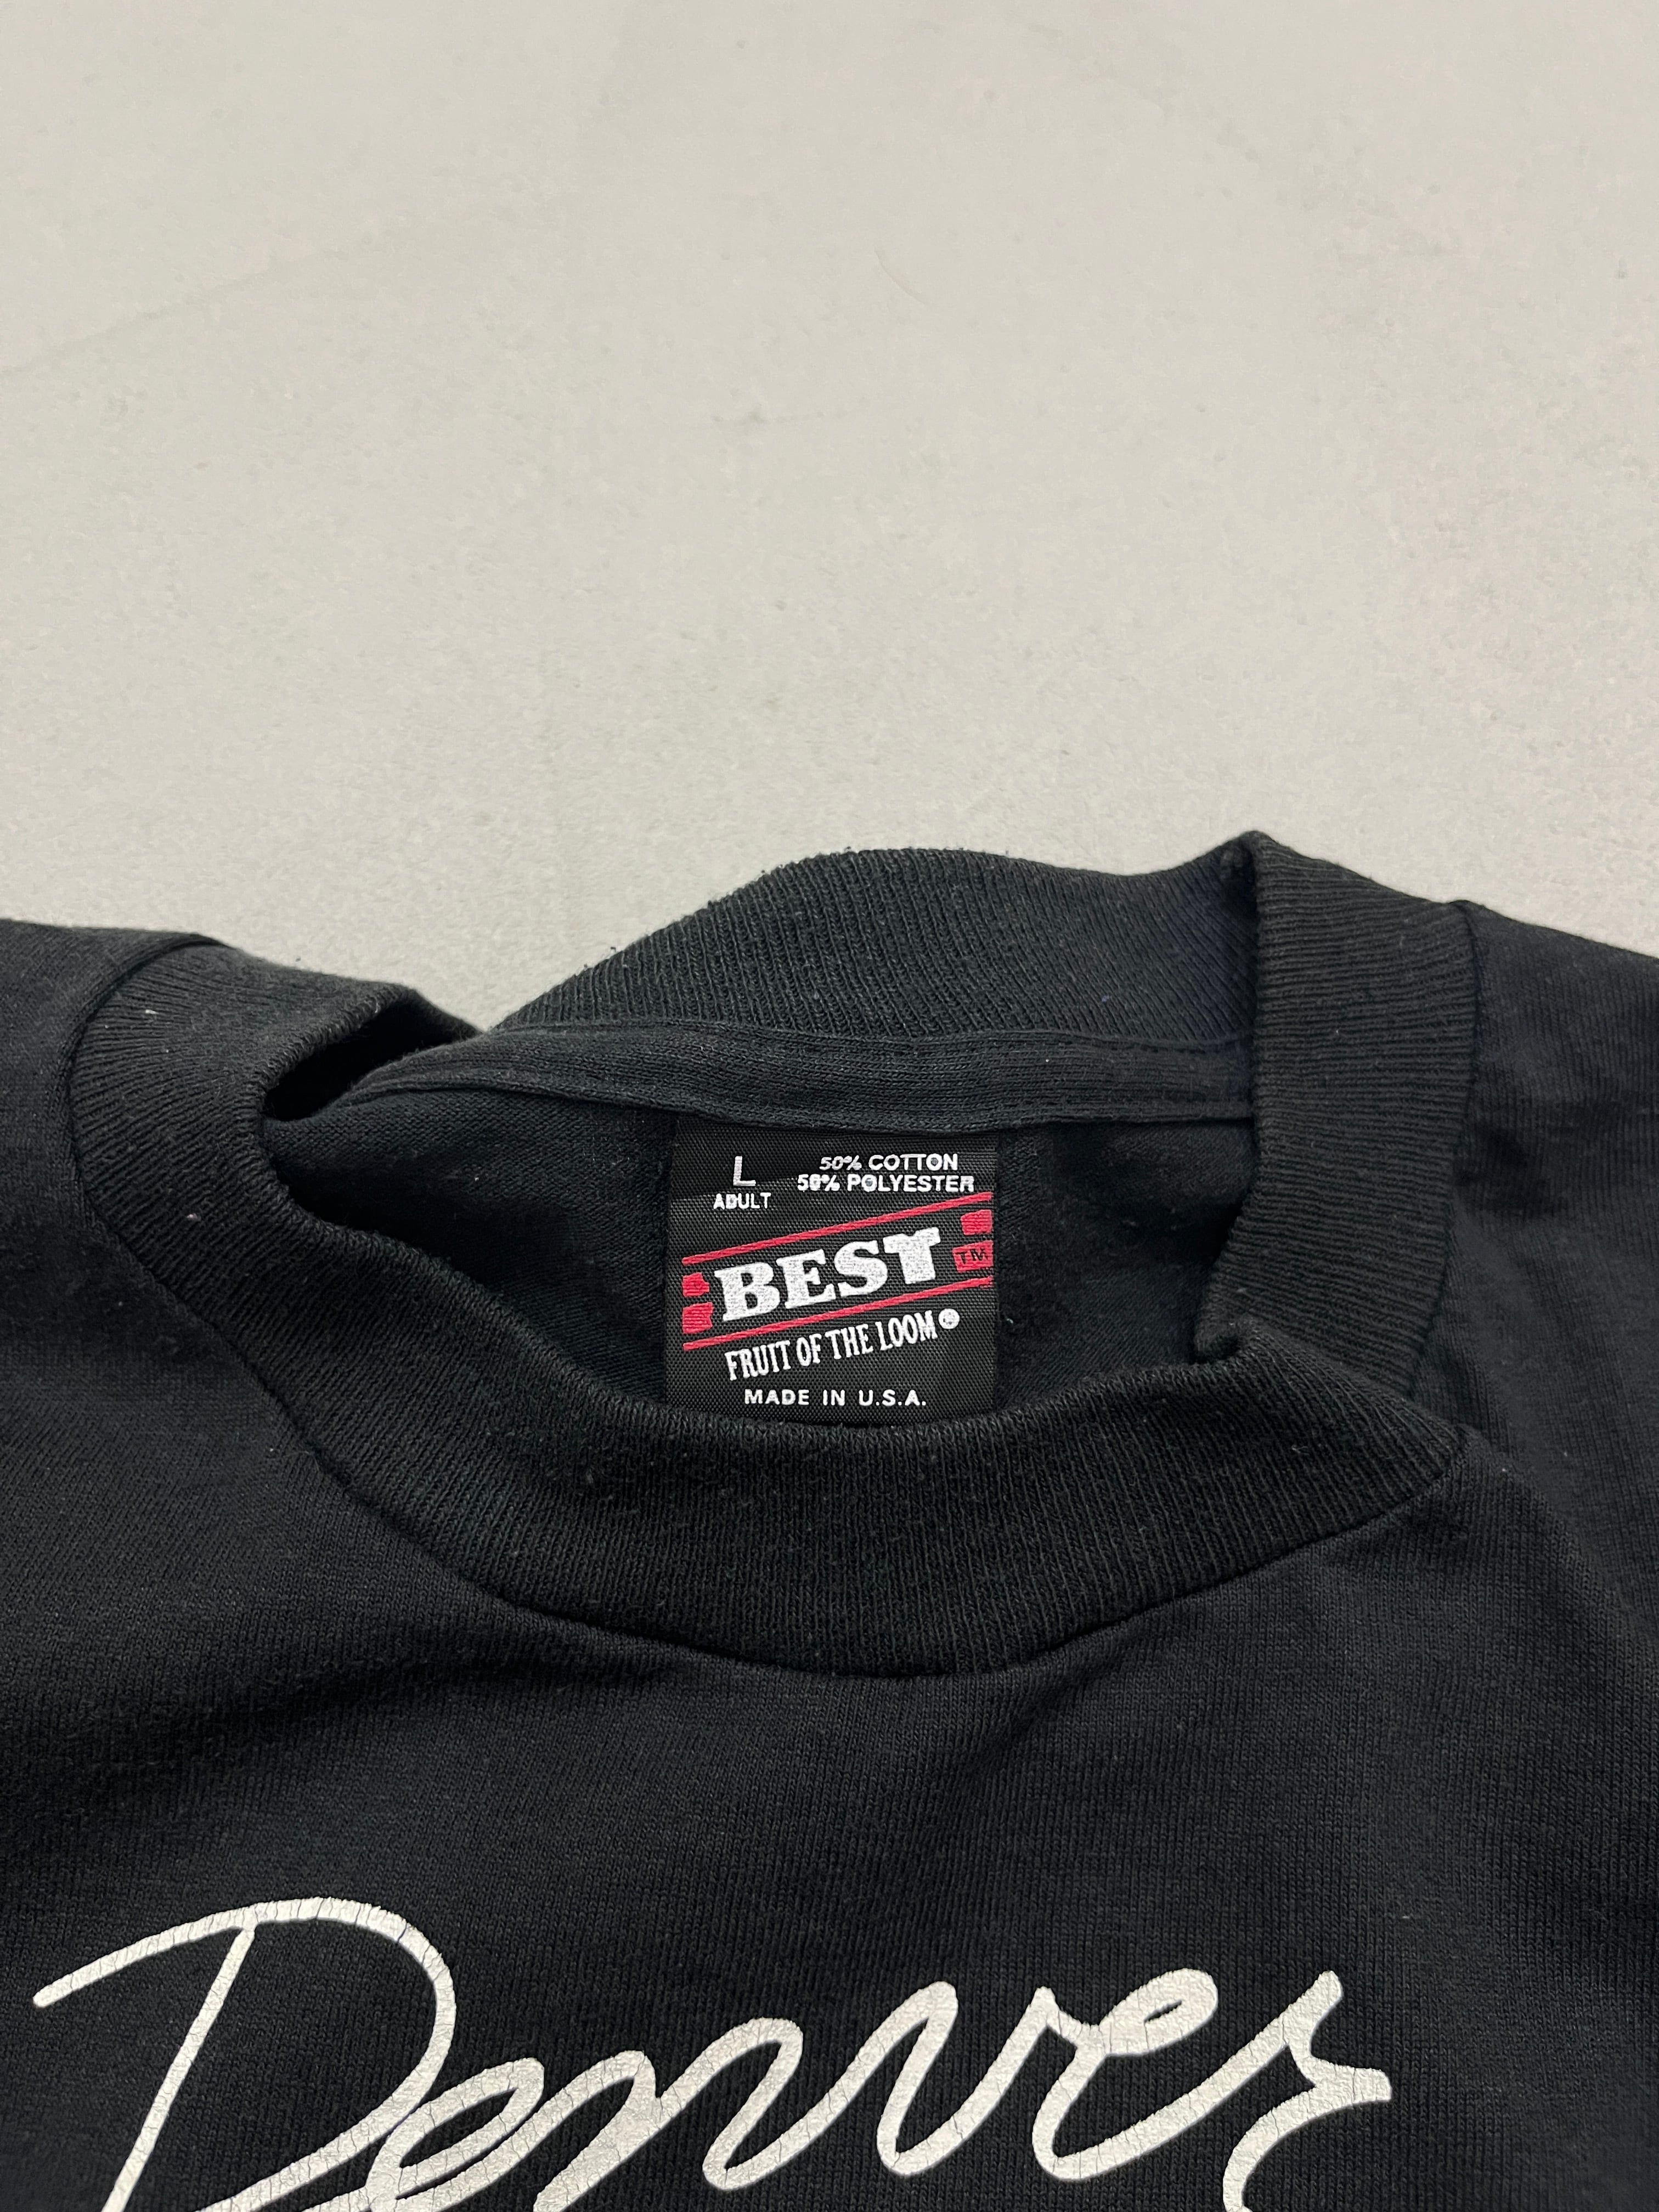 L
ADULT
50% COTTON
50% POLYESTER
BEST TM
FRUIT OF THE LOOM®
MADE IN U.S.A.
Denver